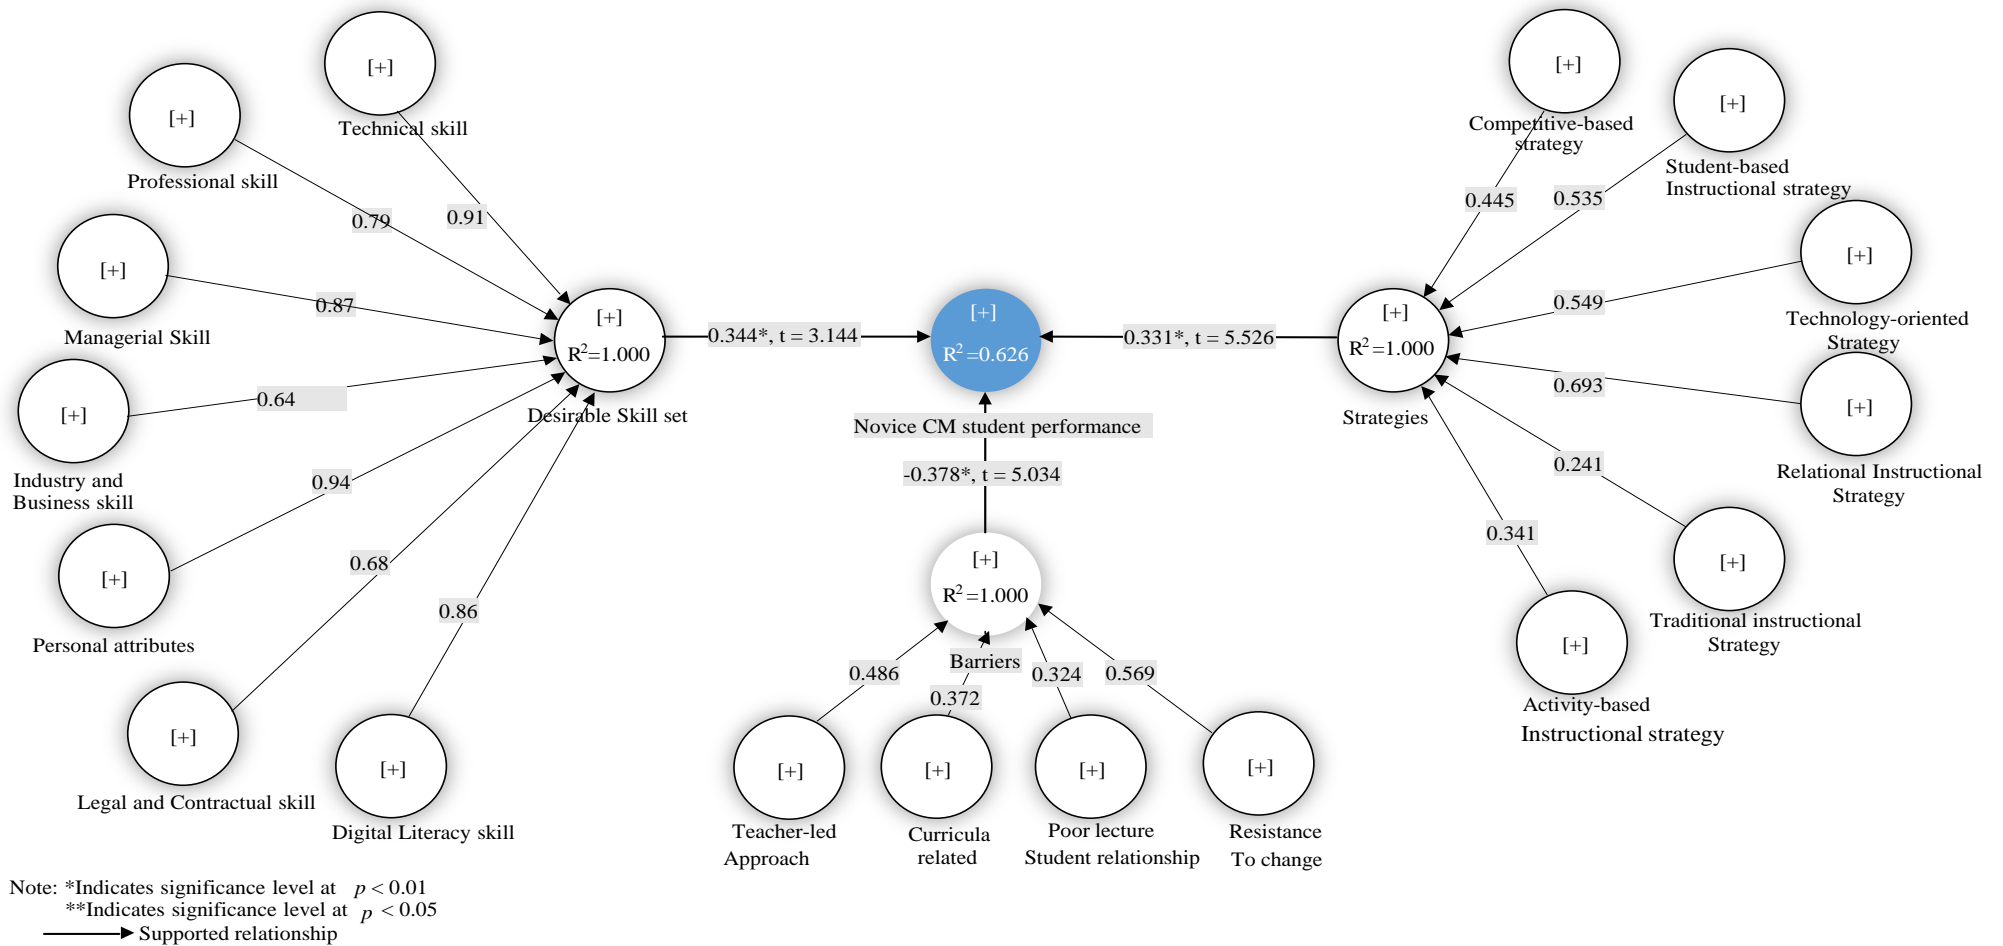 [+]
Technical skill
[+]
Professional skill
[+]
Managerial Skill
[+]
Industry and
Business skill
[+]
Personal attributes
[+]
Legal and Contractual skill
[+]
Digital Literacy skill
0.91
0.79
0.87
0.64
0.94
0.68
0.86
[+]
R²=1.000
Desirable Skill set
0.344*, t = 3.144
[+]
R²=0.626
Novice CM student performance
0.331*, t = 5.526
-0.378*, t = 5.034
[+]
R²=1.000
Barriers
0.486
0.372
0.324
0.569
[+]
Teacher-led
Approach
[+]
Curricula
related
[+]
Poor lecture
Student relationship
[+]
Resistance
To change
[+]
R²=1.000
Strategies
0.445
0.535
0.549
0.693
0.241
0.341
[+]
Competitive-based
strategy
[+]
Student-based
Instructional strategy
[+]
Technology-oriented
Strategy
[+]
Relational Instructional
Strategy
[+]
Traditional instructional
Strategy
[+]
Activity-based
Instructional strategy
Note: *Indicates significance level at p < 0.01
**Indicates significance level at p < 0.05
Supported relationship